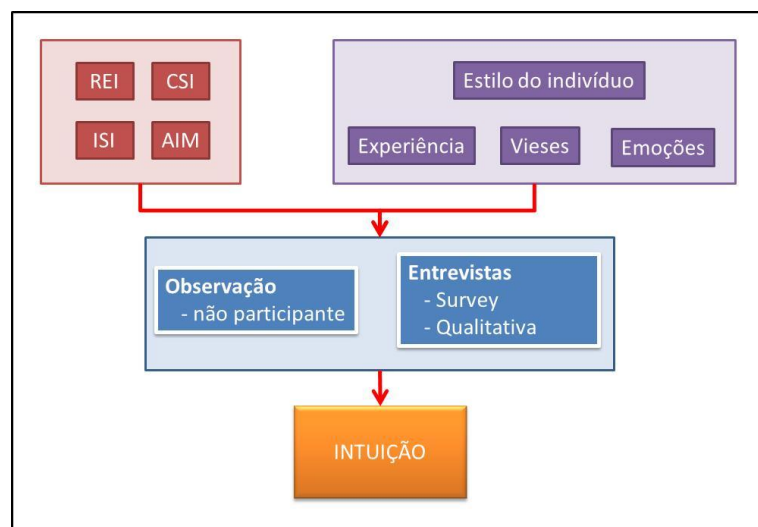 REI
CSI
ISI
AIM
Estilo do indivíduo
Experiência
Vieses
Emoções
Observação
- não participante
Entrevistas
- Survey
- Qualitativa
INTUIÇÃO